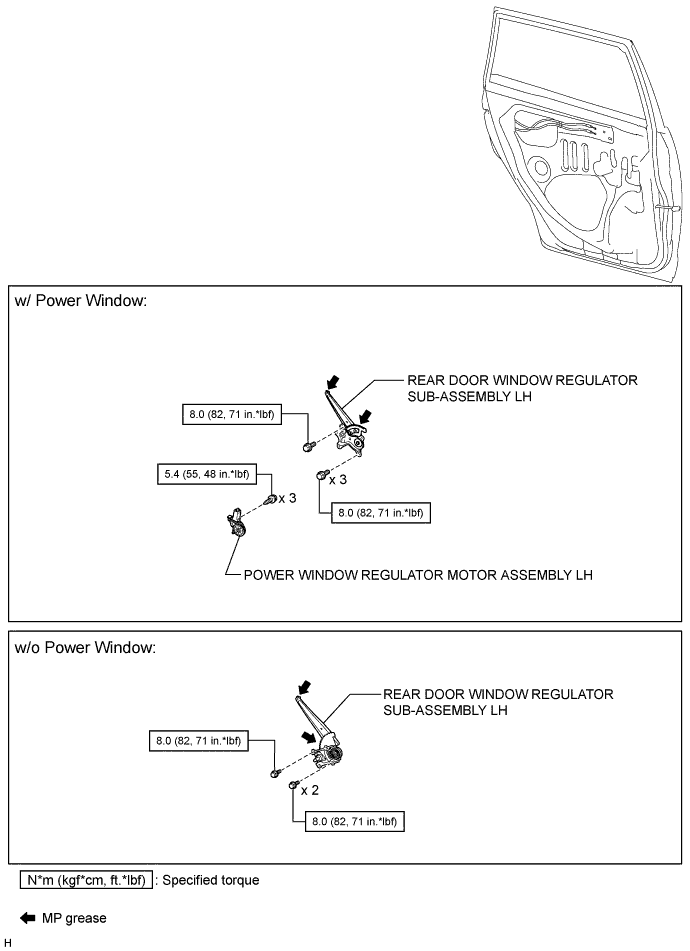 w/ Power Window:
REAR DOOR WINDOW REGULATOR
SUB-ASSEMBLY LH
8.0 (82, 71 in.*lbf)
5.4 (55, 48 in.*lbf)
x 3
x 3
8.0 (82, 71 in.*lbf)
POWER WINDOW REGULATOR MOTOR ASSEMBLY LH
w/o Power Window:
REAR DOOR WINDOW REGULATOR
SUB-ASSEMBLY LH
8.0 (82, 71 in.*lbf)
x 2
8.0 (82, 71 in.*lbf)
N*m (kgf*cm, ft.*lbf) : Specified torque
MP grease
H